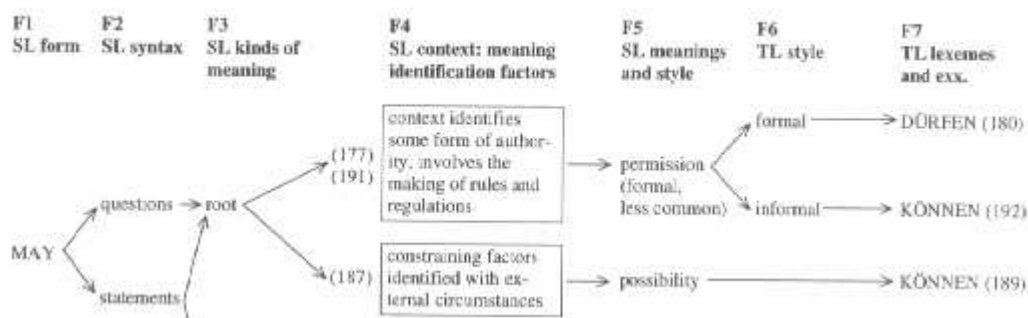 F1 F2 F3 F4 F5 F6 F7
SL form SL syntax SL kinds of SL context: meaning SL meanings TL style TL lexemes
meaning identification factors and style and exx.
context identifies
some form of author-
ity, involves the
making of rules and
regulations
(177)
(191)
permission
(formal,
less common)
formal DÜRFEN (180)
informal KÖNNEN (192)
questions root
MAY
statements
(187)
constraining factors
identified with ex-
ternal circumstances
possibility KÖNNEN (189)